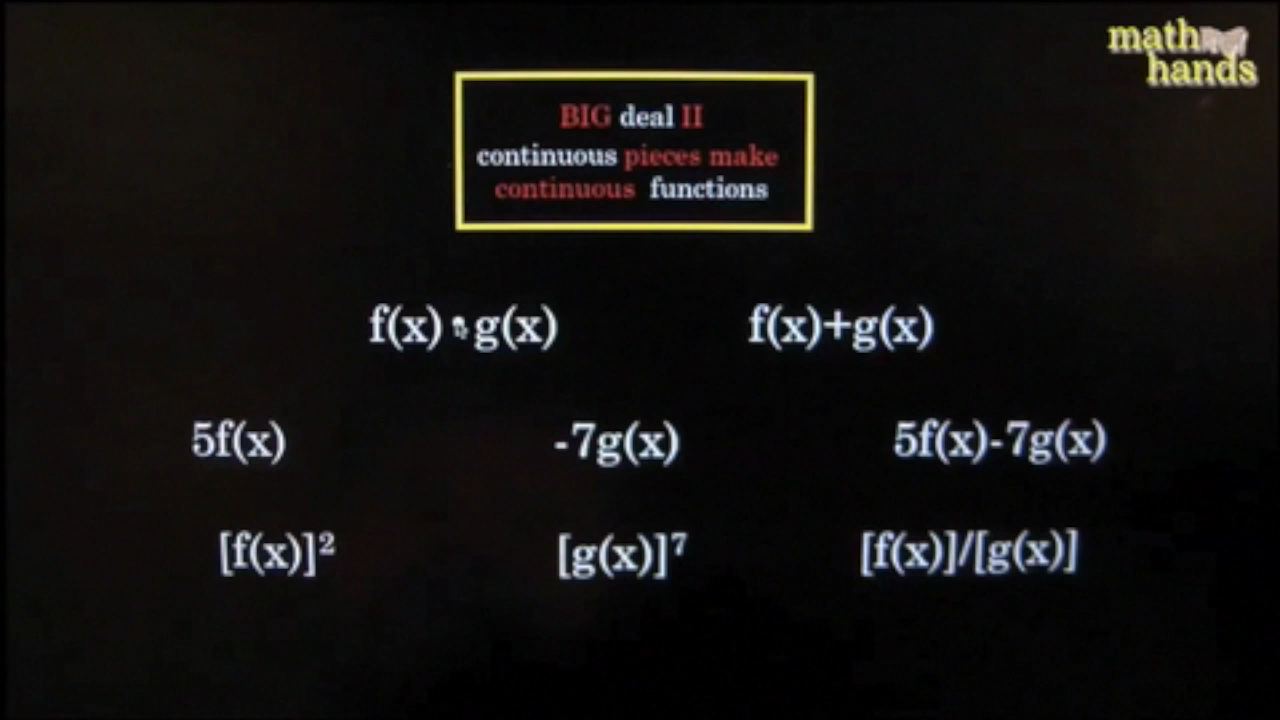 math
hands
BIG deal II
continuous pieces make
continuous functions
f(x)·g(x)
f(x)+g(x)
5f(x)
-7g(x)
5f(x)-7g(x)
[f(x)]²
[g(x)]⁷
[f(x)]/[g(x)]